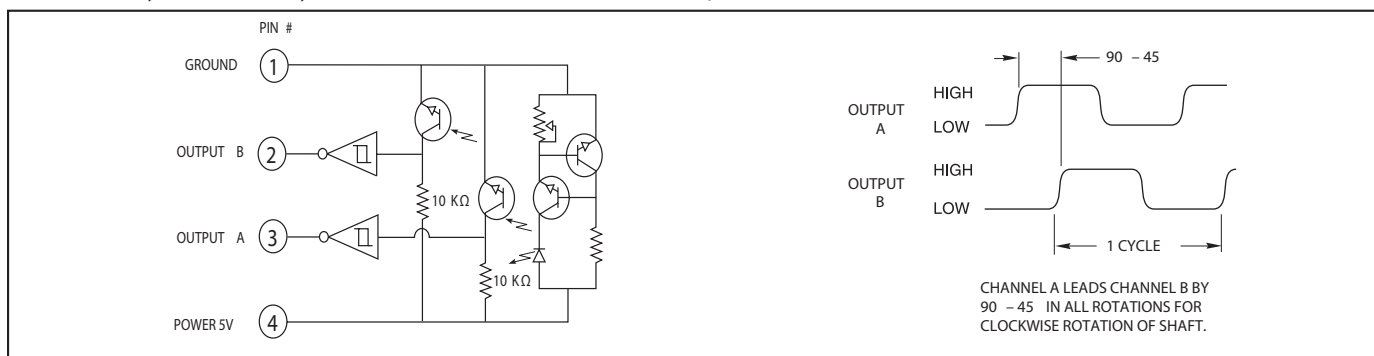 PIN #
GROUND 1
OUTPUT B 2
10 KΩ
OUTPUT A 3
10 KΩ
POWER 5V 4
90 – 45
HIGH
OUTPUT
A
LOW
HIGH
OUTPUT
B
LOW
1 CYCLE
CHANNEL A LEADS CHANNEL B BY
90 – 45 IN ALL ROTATIONS FOR
CLOCKWISE ROTATION OF SHAFT.